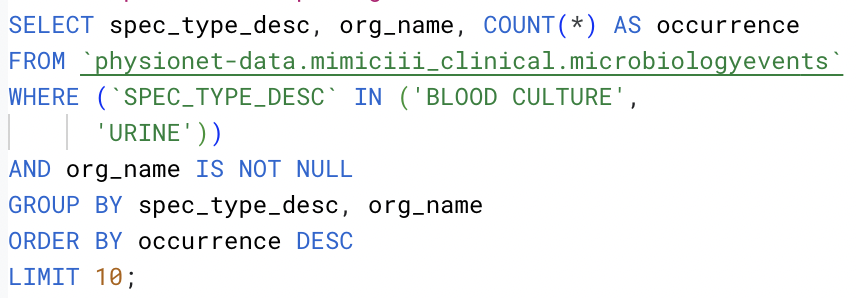 SELECT spec_type_desc, org_name, COUNT(*) AS occurrence
FROM `physionet-data.mimiciii_clinical.microbiologyevents`
WHERE (`SPEC_TYPE_DESC` IN ('BLOOD CULTURE',
'URINE'))
AND org_name IS NOT NULL
GROUP BY spec_type_desc, org_name
ORDER BY occurrence DESC
LIMIT 10;